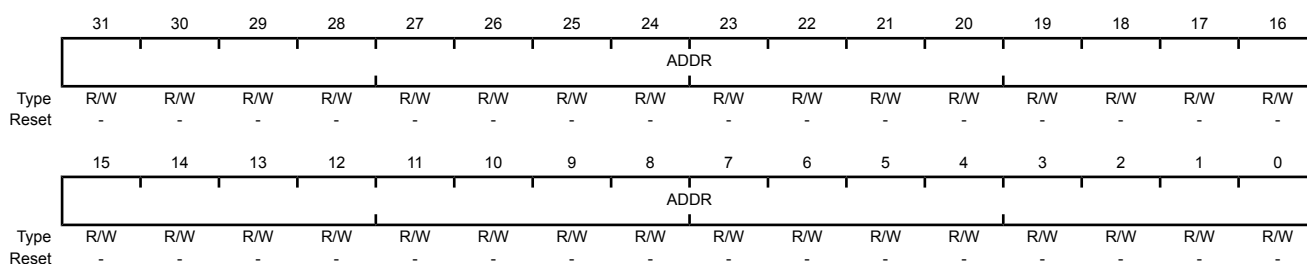 31 30 29 28 27 26 25 24 23 22 21 20 19 18 17 16
ADDR
Type R/W R/W R/W R/W R/W R/W R/W R/W R/W R/W R/W R/W R/W R/W R/W R/W
Reset - - - - - - - - - - - - - - - -
15 14 13 12 11 10 9 8 7 6 5 4 3 2 1 0
ADDR
Type R/W R/W R/W R/W R/W R/W R/W R/W R/W R/W R/W R/W R/W R/W R/W R/W
Reset - - - - - - - - - - - - - - - -